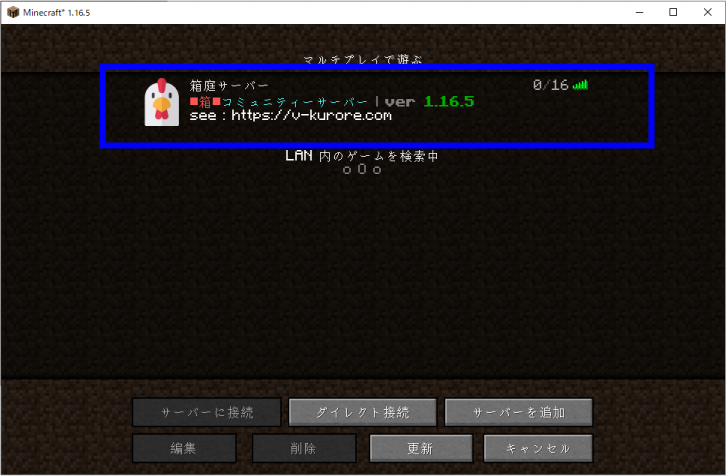 Minecraft* 1.16.5
マルチプレイで遊ぶ
箱庭サーバー 0/16
■箱■コミュニティーサーバー | ver 1.16.5
see : https://v-kurore.com
LAN 内のゲームを検索中
o O o
サーバーに接続 ダイレクト接続 サーバーを追加
編集 削除 更新 キャンセル